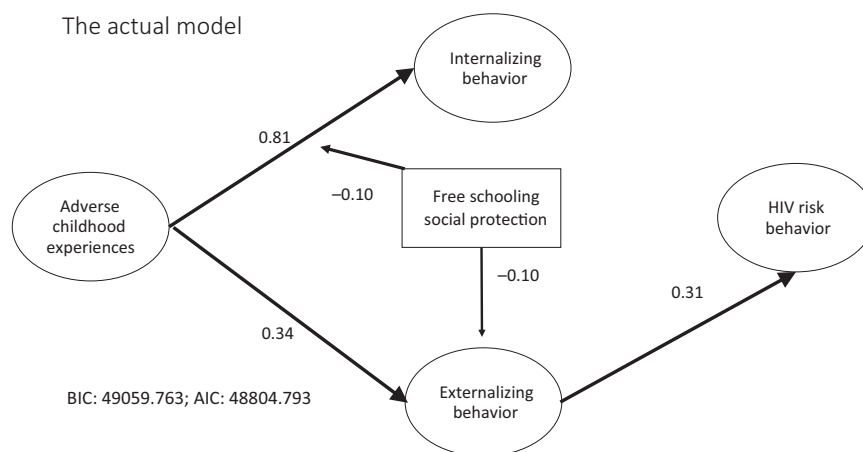 The actual model
Internalizing
behavior
0.81
−0.10
Free schooling
social protection
Adverse
childhood
experiences
HIV risk
behavior
−0.10
0.31
0.34
Externalizing
behavior
BIC: 49059.763; AIC: 48804.793